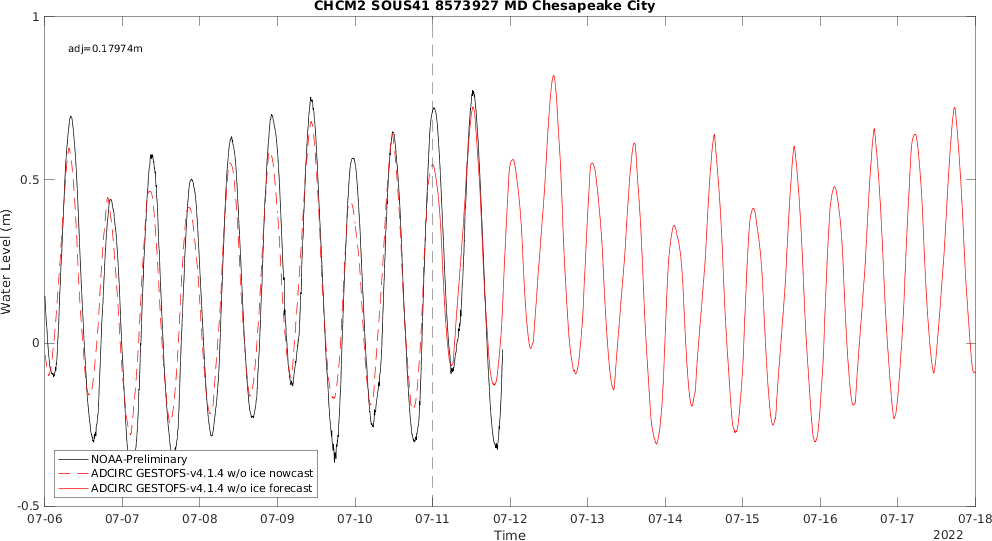 CHCM2 SOUS41 8573927 MD Chesapeake City
adj=0.17974m
1
0.5
0
-0.5
Water Level (m)
NOAA-Preliminary
ADCIRC GESTOFS-v4.1.4 w/o ice nowcast
ADCIRC GESTOFS-v4.1.4 w/o ice forecast
07-06 07-07 07-08 07-09 07-10 07-11 07-12 07-13 07-14 07-15 07-16 07-17 07-18
Time
2022